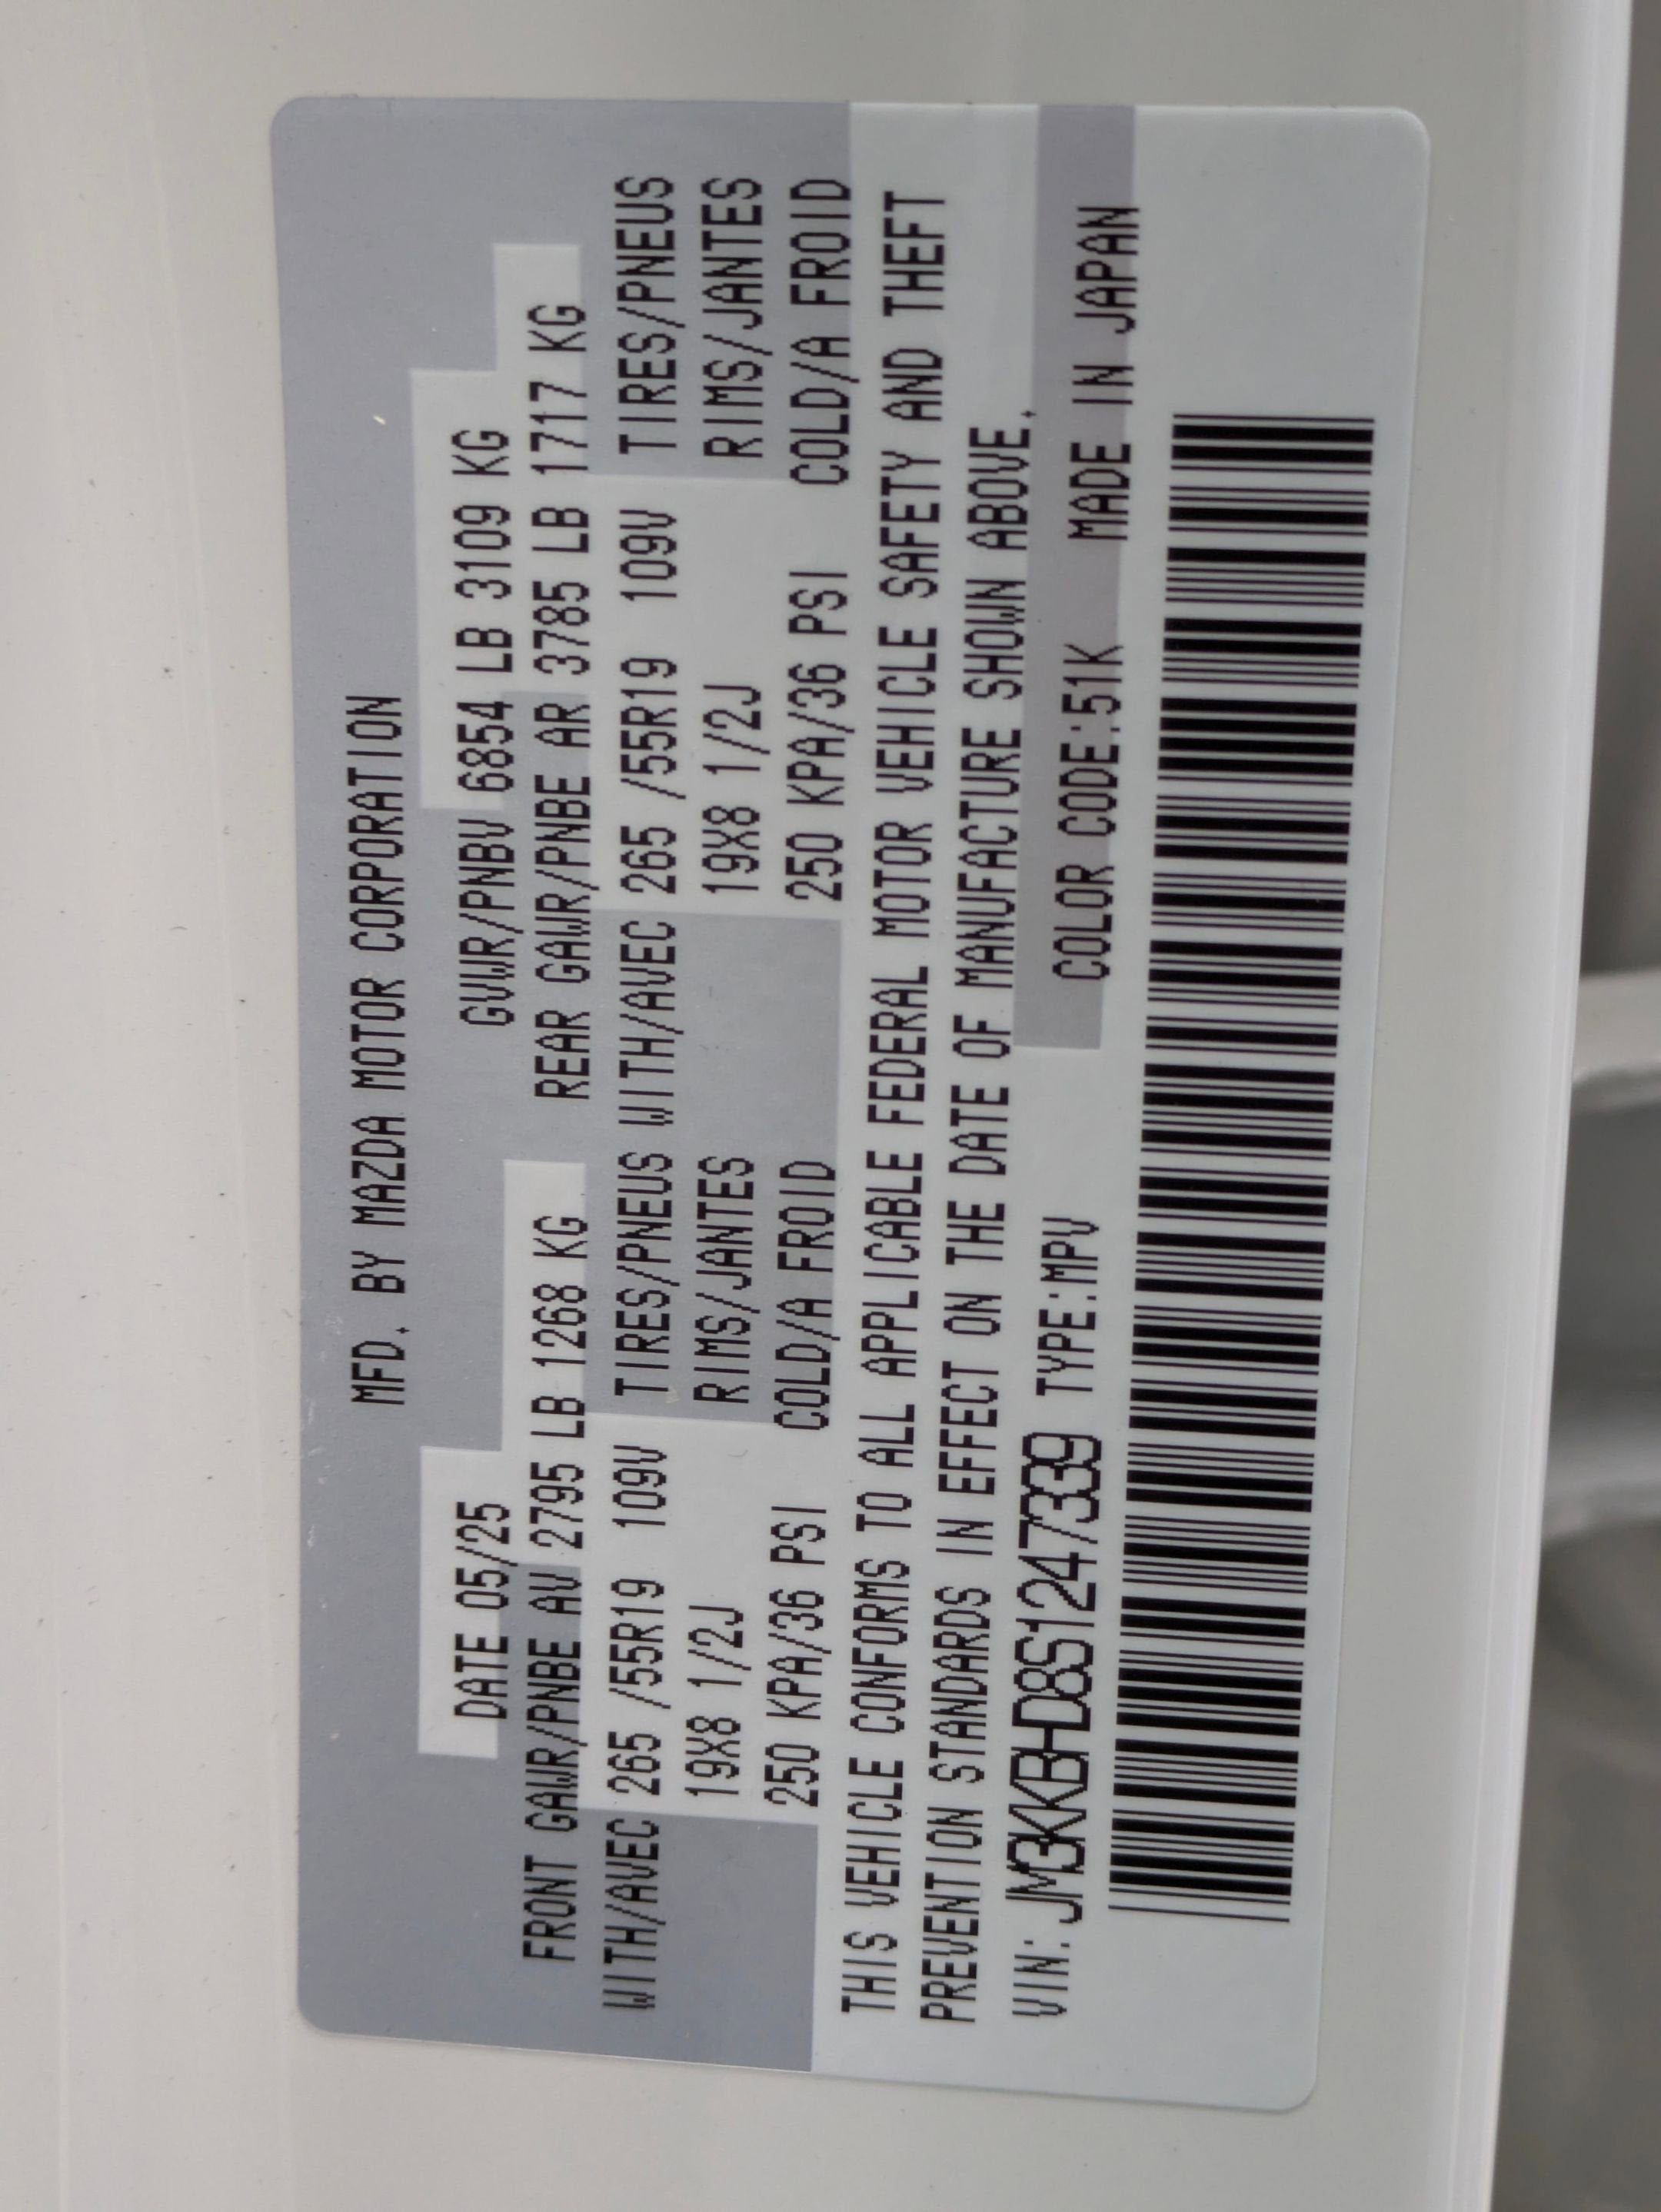 MFD. BY MAZDA MOTOR CORPORATION
DATE 05/25 GVWR/PNBV 6854 LB 3109 KG
FRONT GAWR/PNBE AV 2795 LB 1268 KG REAR GAWR/PNBE AR 3785 LB 1717 KG
WITH/AVEC 265 /55R19 109V TIRES/PNEUS WITH/AVEC 265 /55R19 109V TIRES/PNEUS
19X8 1/2J RIMS/JANTES 19X8 1/2J RIMS/JANTES
250 KPA/36 PSI COLD/A FROID 250 KPA/36 PSI COLD/A FROID
THIS VEHICLE CONFORMS TO ALL APPLICABLE FEDERAL MOTOR VEHICLE SAFETY AND THEFT
PREVENTION STANDARDS IN EFFECT ON THE DATE OF MANUFACTURE SHOWN ABOVE.
VIN: JM3KKBHD8S1247339 TYPE:MPV COLOR CODE:51K MADE IN JAPAN